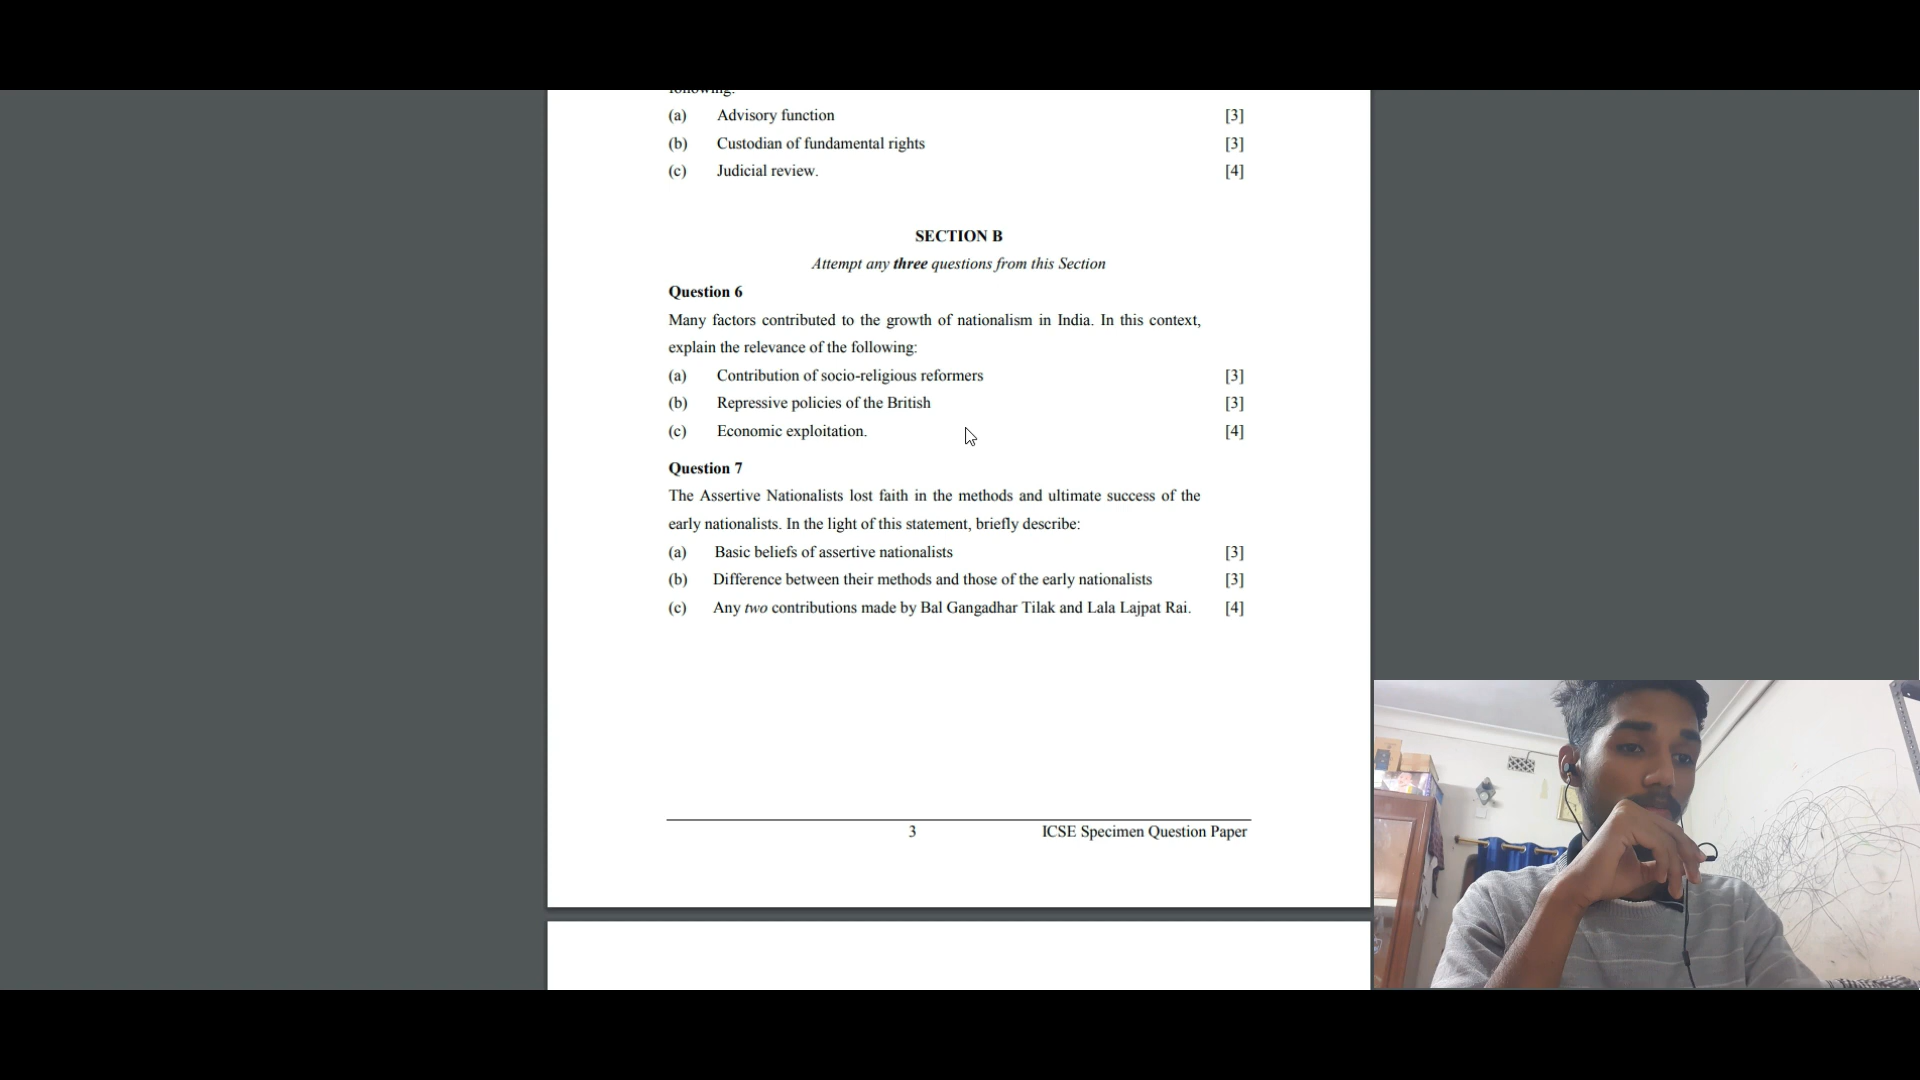 following:
(a) Advisory function [3]
(b) Custodian of fundamental rights [3]
(c) Judicial review. [4]
SECTION B
Attempt any three questions from this Section
Question 6
Many factors contributed to the growth of nationalism in India. In this context,
explain the relevance of the following:
(a) Contribution of socio-religious reformers [3]
(b) Repressive policies of the British [3]
(c) Economic exploitation. [4]
Question 7
The Assertive Nationalists lost faith in the methods and ultimate success of the
early nationalists. In the light of this statement, briefly describe:
(a) Basic beliefs of assertive nationalists [3]
(b) Difference between their methods and those of the early nationalists [3]
(c) Any two contributions made by Bal Gangadhar Tilak and Lala Lajpat Rai. [4]
3 ICSE Specimen Question Paper